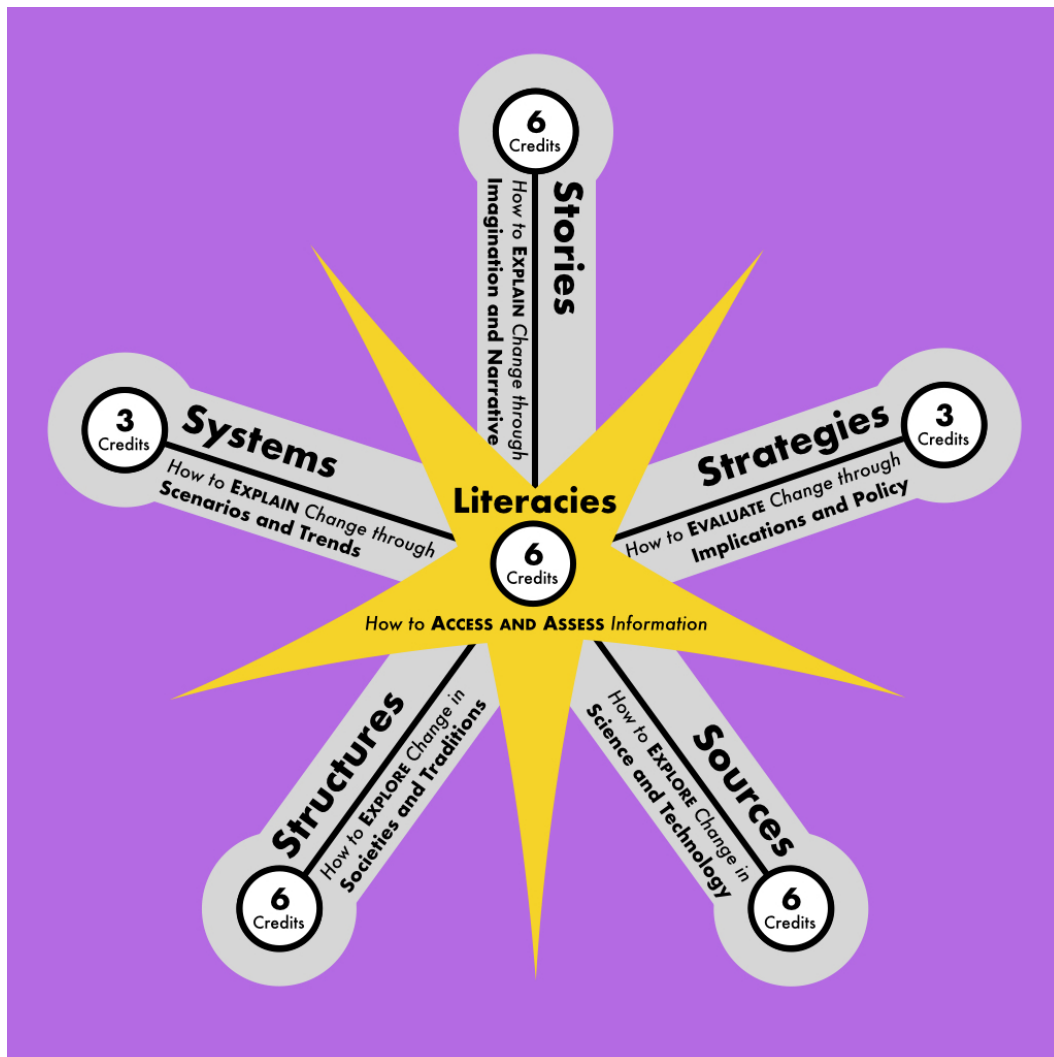 6
Credits
Stories
How to EXPLAIN Change through
Imagination and Narrative
3
Credits
Systems
How to EXPLAIN Change through
Scenarios and Trends
3
Credits
Strategies
How to EVALUATE Change through
Implications and Policy
Literacies
6
Credits
How to ACCESS AND ASSESS Information
Structures
How to EXPLORE Change in
Societies and Traditions
6
Credits
Sources
How to EXPLORE Change in
Science and Technology
6
Credits